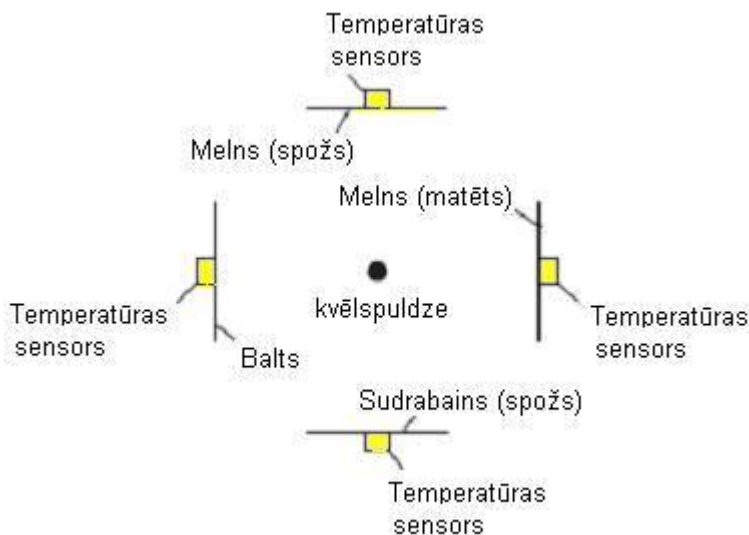 Temperatūras
sensors
Melns (spožs)
Melns (matēts)
Temperatūras
sensors
Balts
kvēlspuldze
Temperatūras
sensors
Sudrabains (spožs)
Temperatūras
sensors